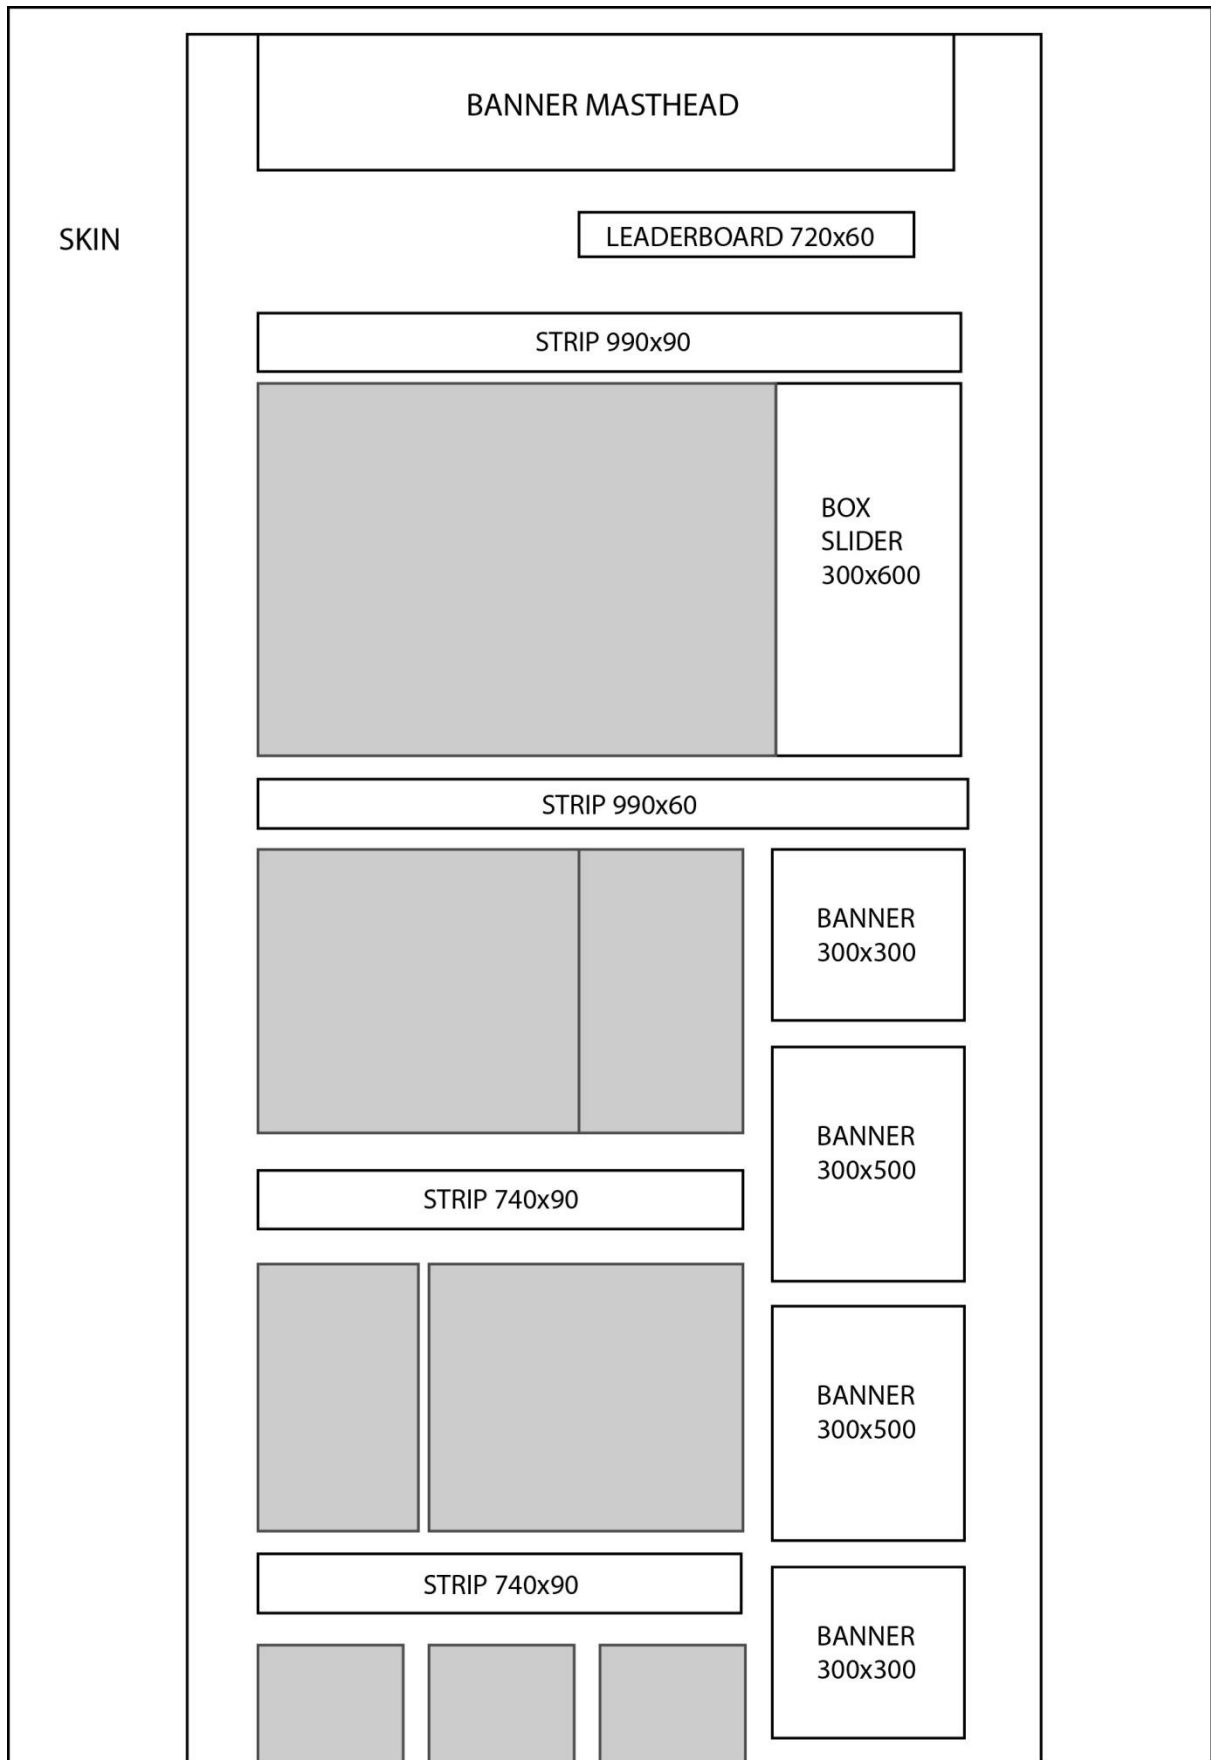 BANNER MASTHEAD
SKIN
LEADERBOARD 720x60
STRIP 990x90
BOX
SLIDER
300x600
STRIP 990x60
BANNER
300x300
BANNER
300x500
STRIP 740x90
BANNER
300x500
STRIP 740x90
BANNER
300x300